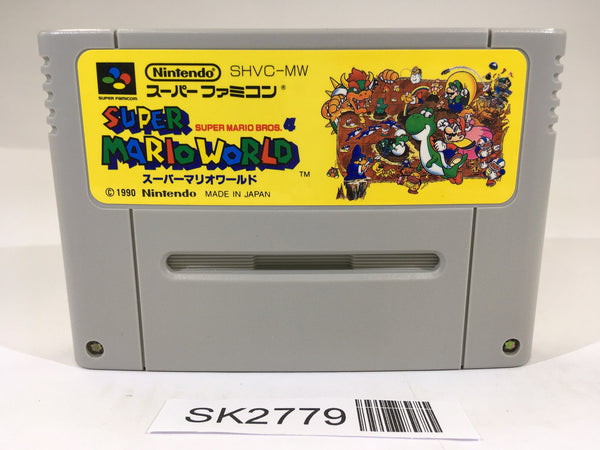 Nintendo SHVC-MW
SUPER FAMICOM
スーパーファミコン®
SUPER MARIO BROS. 4
SUPER
MARIO WORLD
™
スーパーマリオワールド
© 1990 Nintendo MADE IN JAPAN
SK2779